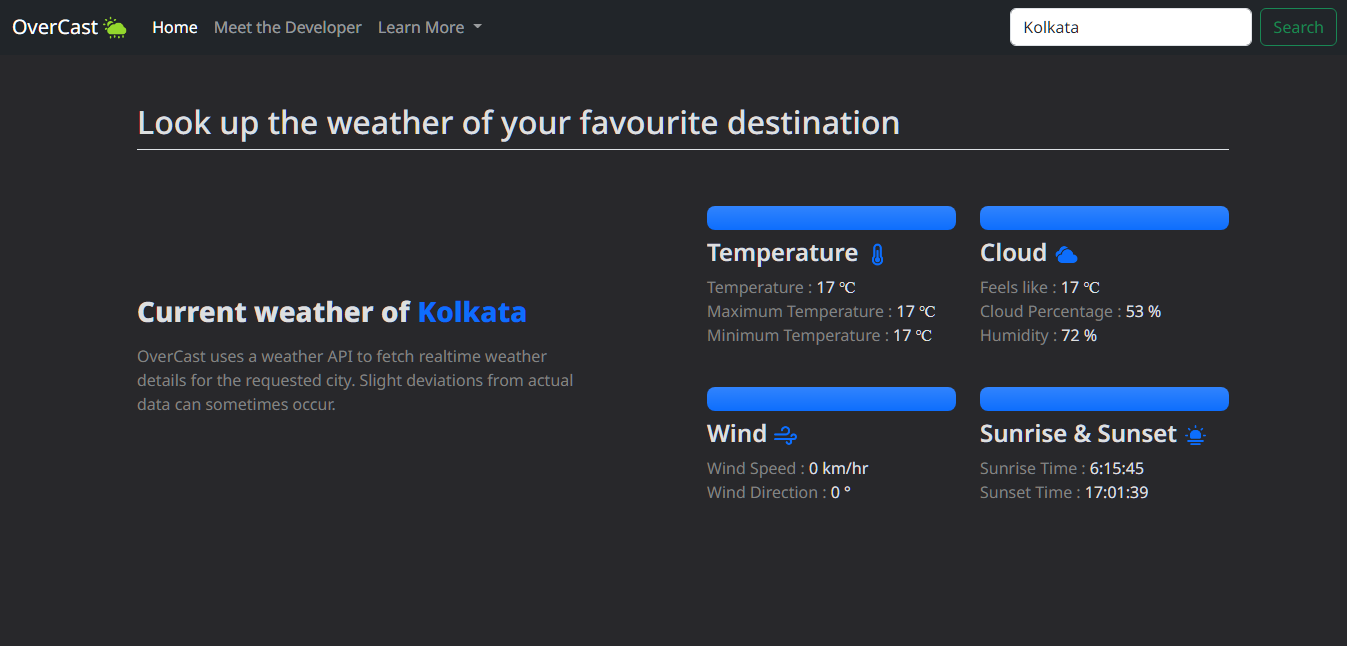 OverCast Home Meet the Developer Learn More Kolkata Search
Look up the weather of your favourite destination
Current weather of Kolkata
OverCast uses a weather API to fetch realtime weather
details for the requested city. Slight deviations from actual
data can sometimes occur.
Temperature
Temperature : 17 ℃
Maximum Temperature : 17 ℃
Minimum Temperature : 17 ℃
Cloud
Feels like : 17 ℃
Cloud Percentage : 53 %
Humidity : 72 %
Wind
Wind Speed : 0 km/hr
Wind Direction : 0 °
Sunrise & Sunset
Sunrise Time : 6:15:45
Sunset Time : 17:01:39